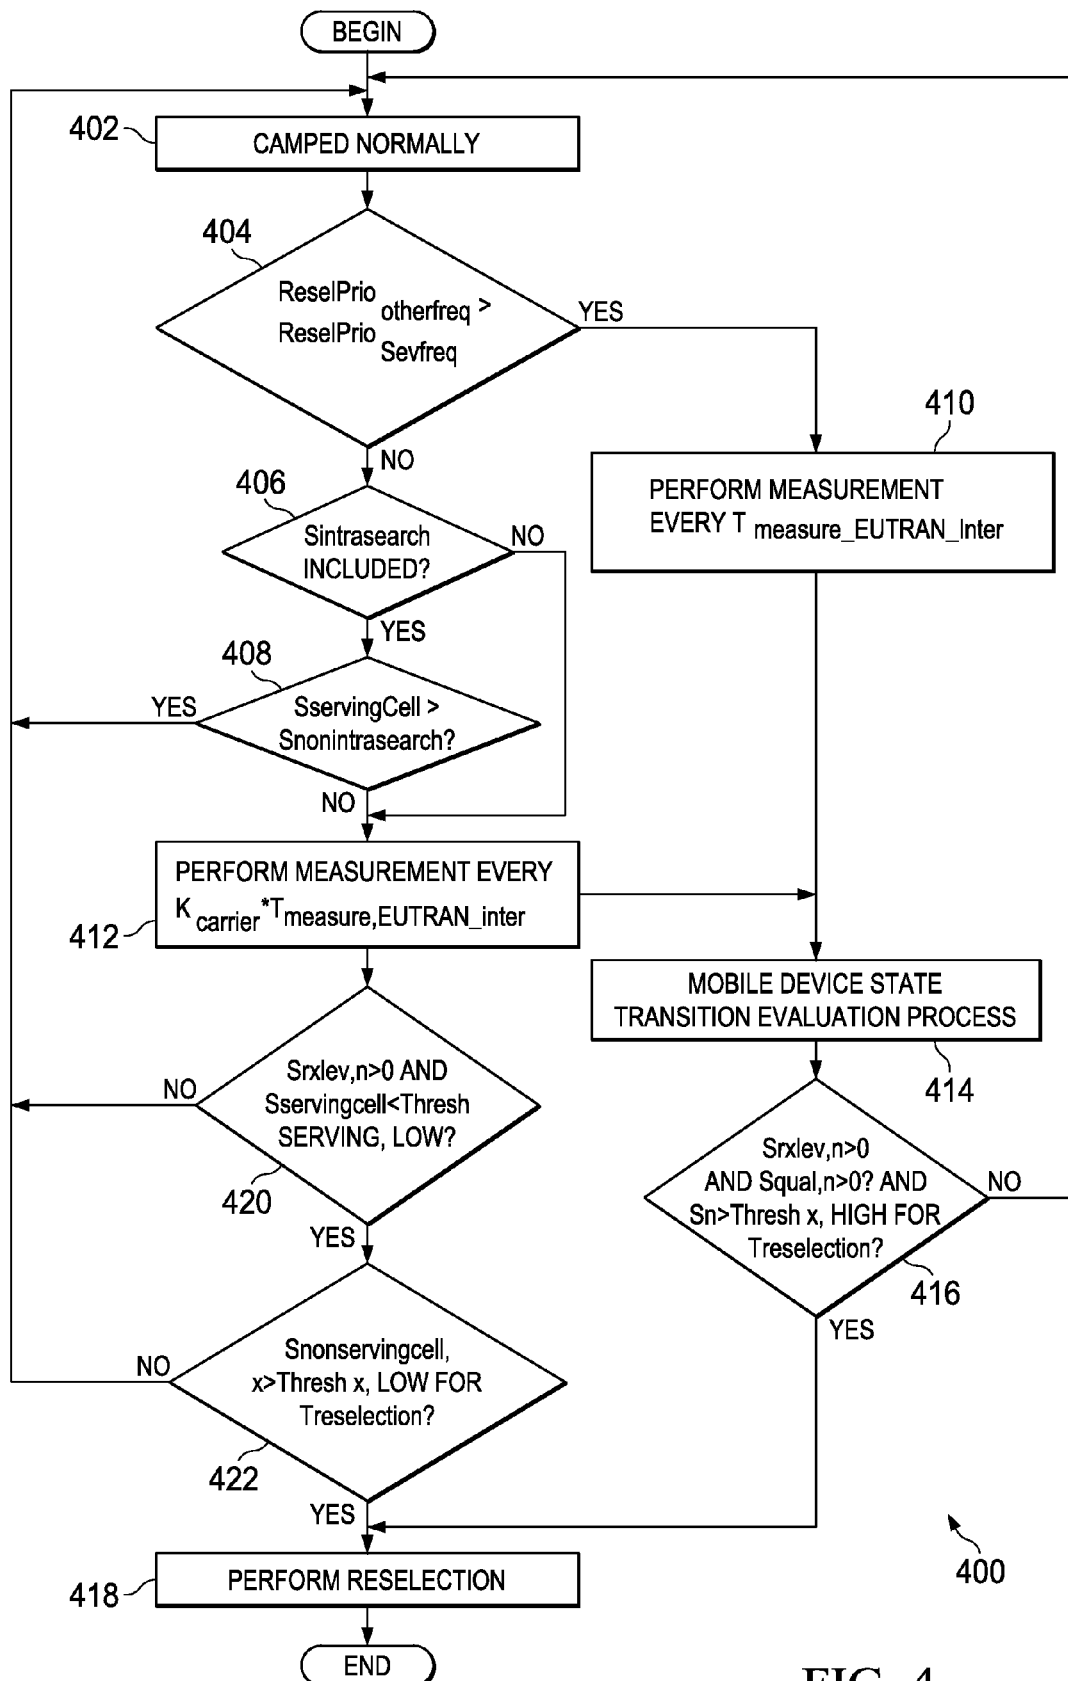 BEGIN
402
CAMPED NORMALLY
404
ReselPrio otherfreq >
ReselPrio Sevfreq
YES
NO
410
PERFORM MEASUREMENT
EVERY T measure_EUTRAN_Inter
406
Sintrasearch
INCLUDED?
NO
YES
408
SservingCell >
Snonintrasearch?
YES
NO
412
PERFORM MEASUREMENT EVERY
K carrier*Tmeasure,EUTRAN_inter
MOBILE DEVICE STATE
TRANSITION EVALUATION PROCESS
414
Srxlev,n>0 AND
Sservingcell<Thresh
SERVING, LOW?
NO
420
YES
Srxlev,n>0
AND Squal,n>0? AND
Sn>Thresh x, HIGH FOR
Treselection?
NO
416
YES
Snonservingcell,
x>Thresh x, LOW FOR
Treselection?
NO
422
YES
418
PERFORM RESELECTION
400
END
FIG. 4